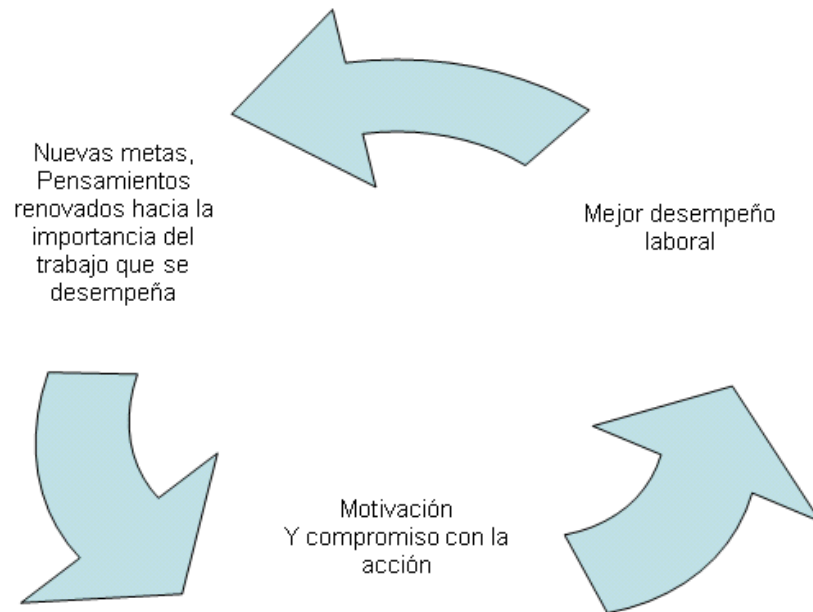 Nuevas metas,
Pensamientos
renovados hacia la
importancia del
trabajo que se
desempeña
Mejor desempeño
laboral
Motivación
Y compromiso con la
acción